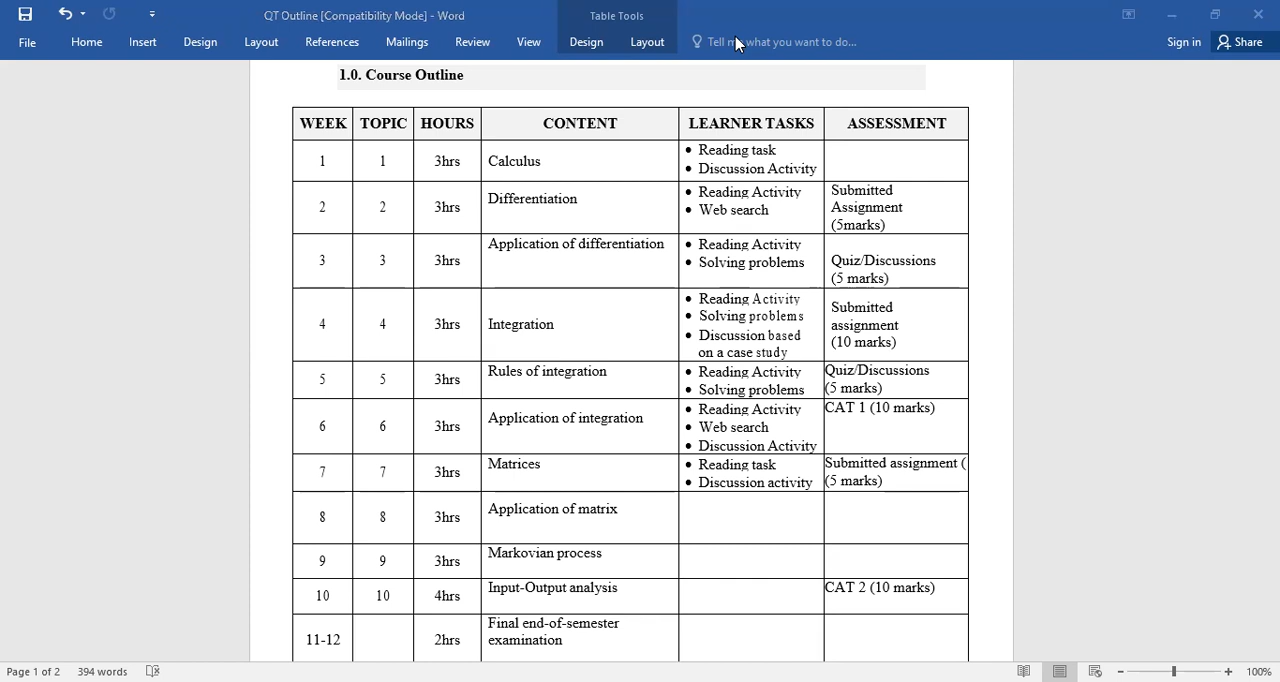 QT Outline [Compatibility Mode] - Word
Table Tools
File Home Insert Design Layout References Mailings Review View Design Layout Tell me what you want to do... Sign in Share
1.0. Course Outline
WEEK TOPIC HOURS CONTENT LEARNER TASKS ASSESSMENT
1 1 3hrs Calculus
• Reading task
• Discussion Activity
2 2 3hrs Differentiation
• Reading Activity
• Web search
Submitted
Assignment
(5marks)
3 3 3hrs Application of differentiation
• Reading Activity
• Solving problems
Quiz/Discussions
(5 marks)
4 4 3hrs Integration
• Reading Activity
• Solving problems
• Discussion based
on a case study
Submitted
assignment
(10 marks)
5 5 3hrs Rules of integration
• Reading Activity
• Solving problems
Quiz/Discussions
(5 marks)
6 6 3hrs Application of integration
• Reading Activity
• Web search
• Discussion Activity
CAT 1 (10 marks)
7 7 3hrs Matrices
• Reading task
• Discussion activity
Submitted assignment (
(5 marks)
8 8 3hrs Application of matrix
9 9 3hrs Markovian process
10 10 4hrs Input-Output analysis CAT 2 (10 marks)
11-12 2hrs Final end-of-semester
examination
Page 1 of 2 394 words 100%